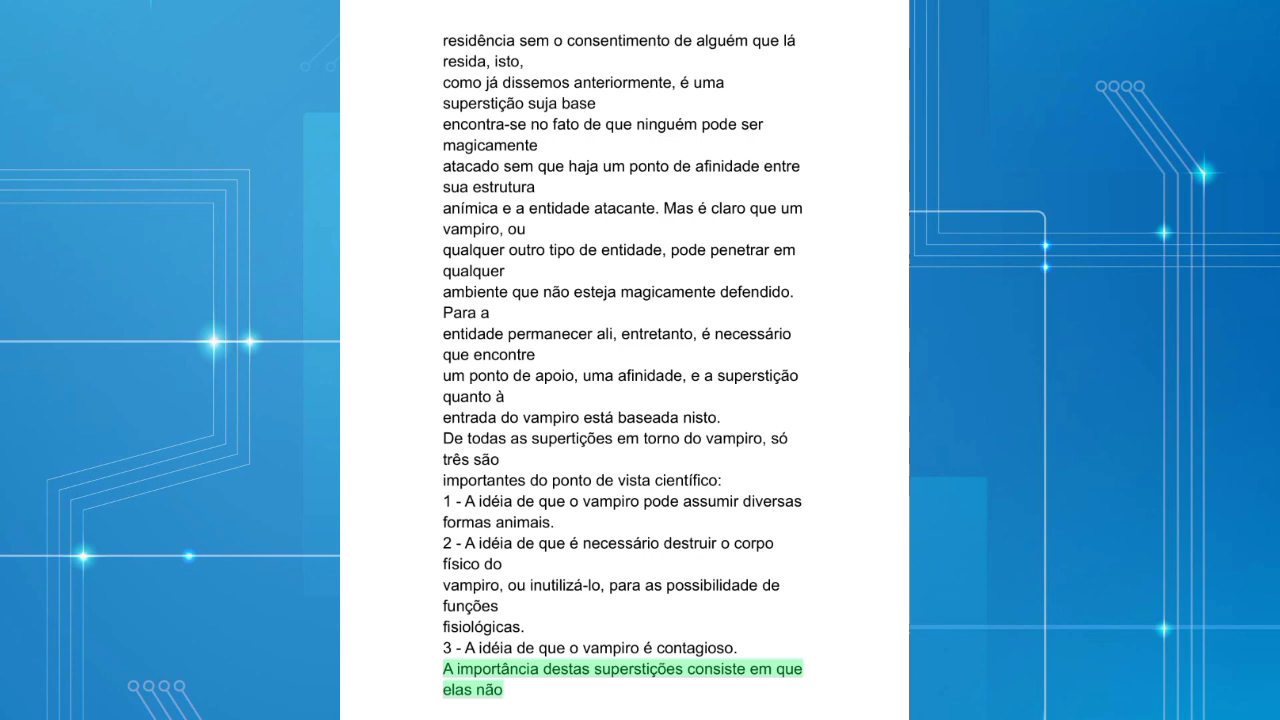 residência sem o consentimento de alguém que lá
resida, isto,
como já dissemos anteriormente, é uma
superstição suja base
encontra-se no fato de que ninguém pode ser
magicamente
atacado sem que haja um ponto de afinidade entre
sua estrutura
anímica e a entidade atacante. Mas é claro que um
vampiro, ou
qualquer outro tipo de entidade, pode penetrar em
qualquer
ambiente que não esteja magicamente defendido.
Para a
entidade permanecer ali, entretanto, é necessário
que encontre
um ponto de apoio, uma afinidade, e a superstição
quanto à
entrada do vampiro está baseada nisto.
De todas as supertições em torno do vampiro, só
três são
importantes do ponto de vista científico:
1 - A idéia de que o vampiro pode assumir diversas
formas animais.
2 - A idéia de que é necessário destruir o corpo
físico do
vampiro, ou inutilizá-lo, para as possibilidade de
funções
fisiológicas.
3 - A idéia de que o vampiro é contagioso.
A importância destas superstições consiste em que
elas não